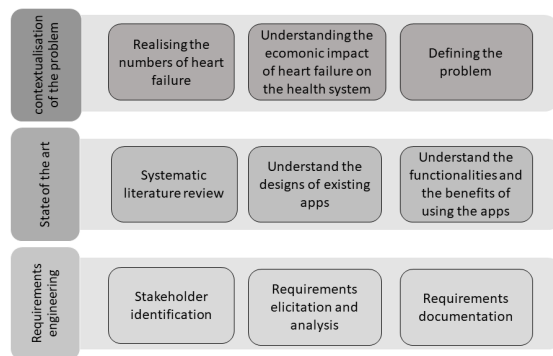 contextualisation
of the problem
Realising the
numbers of heart
failure
Understanding the
ecomonic impact
of heart failure on
the health system
Defining the
problem
State of the art
Systematic
literature review
Understand the
designs of existing
apps
Understand the
functionalities and
the benefits of
using the apps
Requirements
engineering
Stakeholder
identification
Requirements
elicitation and
analysis
Requirements
documentation